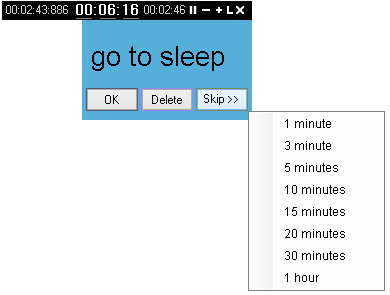 00:02:43:886 00:06:16 00:02:46 II − + L X
go to sleep
OK Delete Skip >>
1 minute
3 minute
5 minutes
10 minutes
15 minutes
20 minutes
30 minutes
1 hour